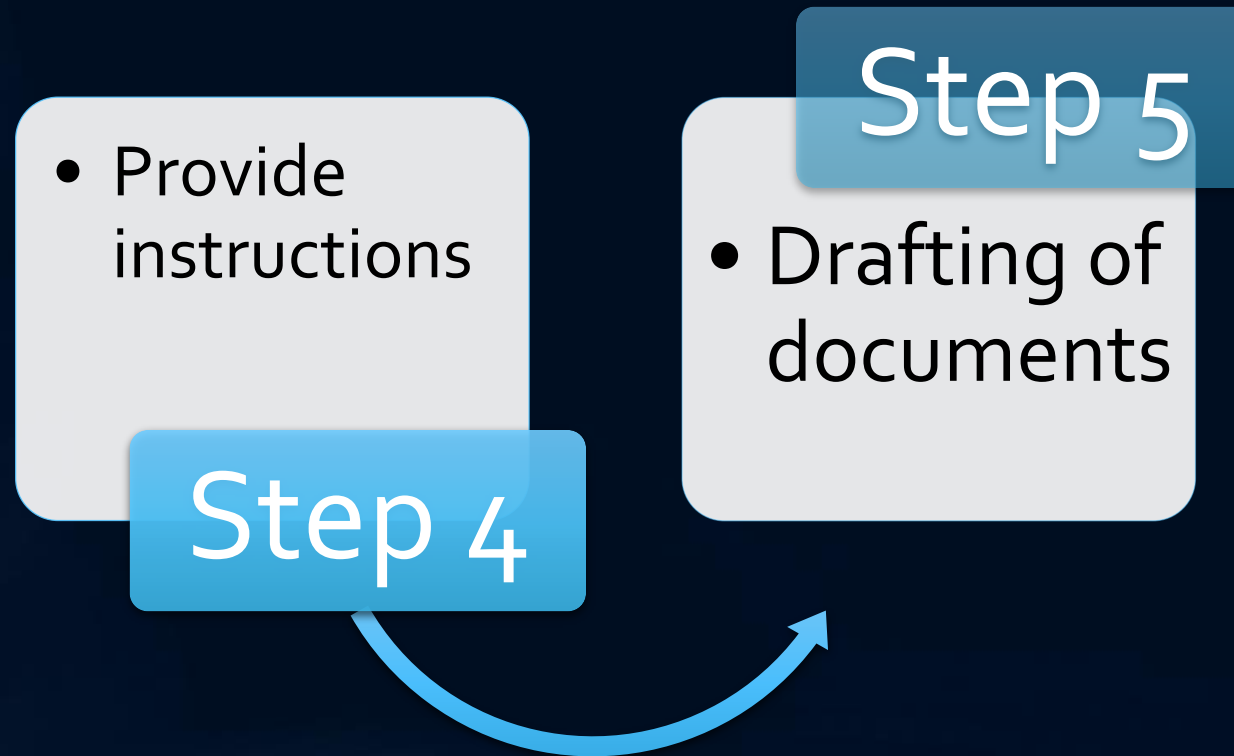 • Provide
instructions
Step 4
Step 5
• Drafting of
documents